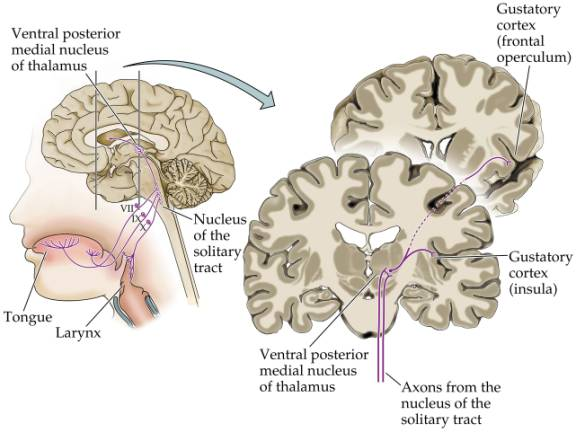 Ventral posterior
medial nucleus
of thalamus
VII
IX
X
Nucleus
of the
solitary
tract
Tongue
Larynx
Gustatory
cortex
(frontal
operculum)
Gustatory
cortex
(insula)
Ventral posterior
medial nucleus
of thalamus
Axons from the
nucleus of the
solitary tract